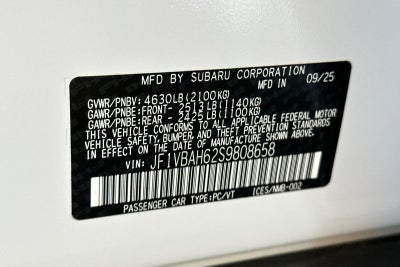 MFD BY SUBARU CORPORATION 09/25
GVWR/PNBV: 4630LB(2100KG)
GAWR/PNBE:FRONT- 2513LB(1140KG)
GAWR/PNBE:REAR - 2425LB(1100KG)
THIS VEHICLE CONFORMS TO ALL APPLICABLE FEDERAL MOTOR
VEHICLE SAFETY, BUMPER, AND THEFT PREVENTION
STANDARDS IN EFFECT ON THE DATE OF MANUFACTURE
SHOWN ABOVE.
VIN: JF1VBAH62S9808658
PASSENGER CAR TYPE:PC/VT ICES/NMB-002